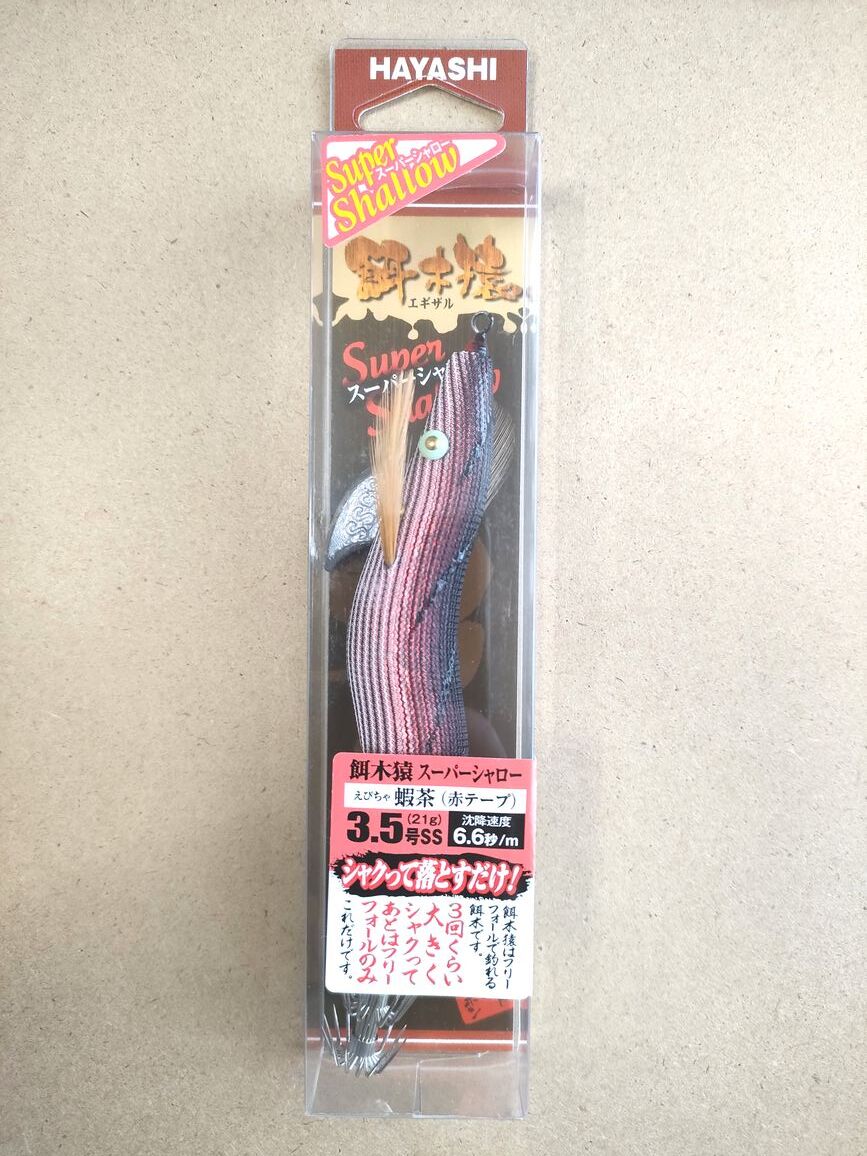 HAYASHI
Super
スーパーシャロー
Shallow
餌木猿
エギザル
Super
スーパーシャ
餌木猿 スーパーシャロー
えびちゃ 蝦茶 (赤テープ)
3.5号SS (21g) 沈降速度
6.6秒/m
シャクって落とすだけ!
餌木猿はフリー
フォールで釣れる
餌木です。
3回くらい
大きく
シャクって
あとはフリー
フォールのみ
これだけです。